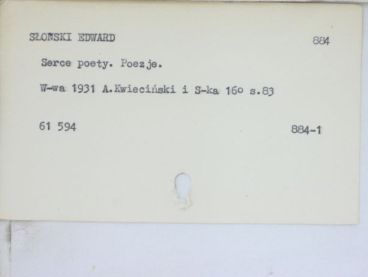 SŁOŃSKI EDWARD 884
Serce poety. Poezje.
W-wa 1931 A.Kwieciński i S-ka 16o s.83
61 594 884-1